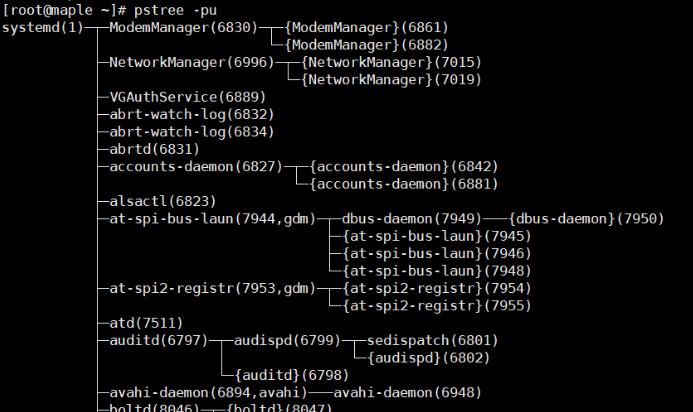 [root@maple ~]# pstree -pu
systemd(1)─┬─ModemManager(6830)─┬─{ModemManager}(6861)
           │                    └─{ModemManager}(6882)
           ├─NetworkManager(6996)─┬─{NetworkManager}(7015)
           │                      └─{NetworkManager}(7019)
           ├─VGAuthService(6889)
           ├─abrt-watch-log(6832)
           ├─abrt-watch-log(6834)
           ├─abrtd(6831)
           ├─accounts-daemon(6827)─┬─{accounts-daemon}(6842)
           │                       └─{accounts-daemon}(6881)
           ├─alsactl(6823)
           ├─at-spi-bus-laun(7944,gdm)─┬─dbus-daemon(7949)───{dbus-daemon}(7950)
           │                           ├─{at-spi-bus-laun}(7945)
           │                           ├─{at-spi-bus-laun}(7946)
           │                           └─{at-spi-bus-laun}(7948)
           ├─at-spi2-registr(7953,gdm)─┬─{at-spi2-registr}(7954)
           │                           └─{at-spi2-registr}(7955)
           ├─atd(7511)
           ├─auditd(6797)─┬─audispd(6799)─┬─sedispatch(6801)
           │              │               └─{audispd}(6802)
           │              └─{auditd}(6798)
           ├─avahi-daemon(6894,avahi)───avahi-daemon(6948)
           ├─boltd(8046)─┬─{boltd}(8047)